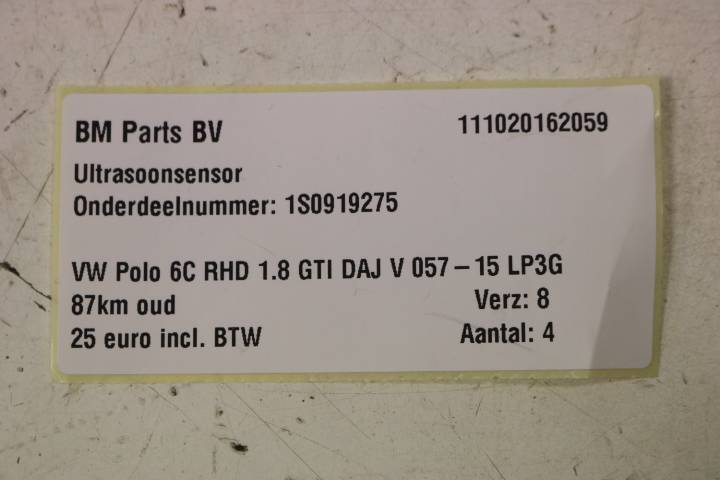 BM Parts BV 111020162059
Ultrasoonsensor
Onderdeelnummer: 1S0919275
VW Polo 6C RHD 1.8 GTI DAJ V 057 – 15 LP3G
87km oud Verz: 8
25 euro incl. BTW Aantal: 4